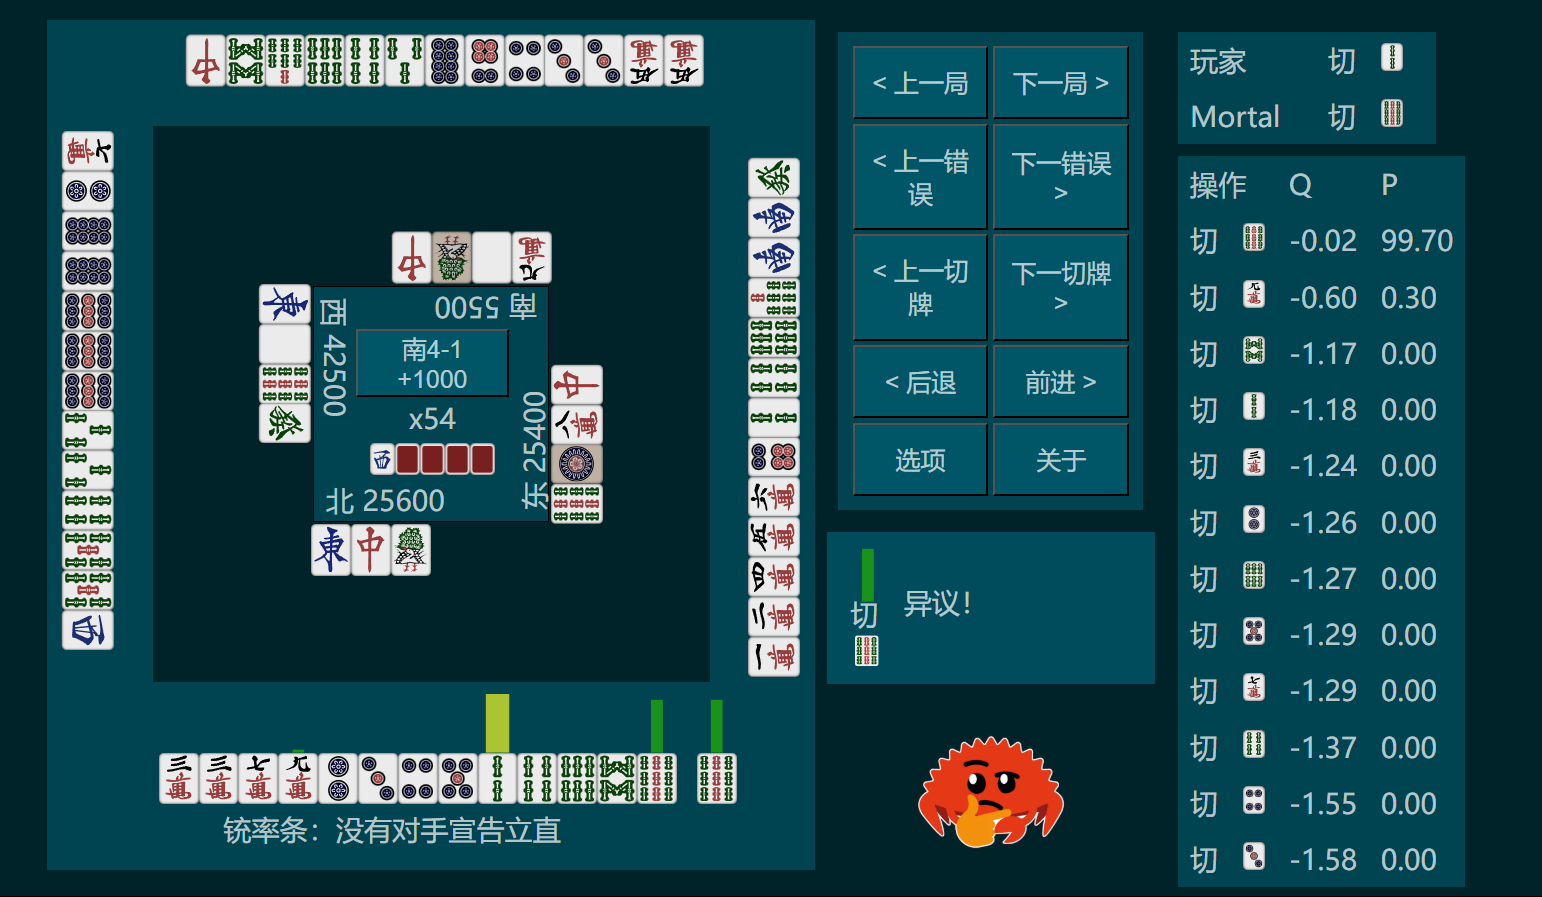 西 42500
南 5500
南4-1
+1000
x54
东 25400
北 25600
铳率条：没有对手宣告立直
< 上一局
下一局 >
< 上一错误
下一错误 >
< 上一切牌
下一切牌 >
< 后退
前进 >
选项
关于
切
异议！
玩家 切
Mortal 切
操作 Q P
切 -0.02 99.70
切 -0.60 0.30
切 -1.17 0.00
切 -1.18 0.00
切 -1.24 0.00
切 -1.26 0.00
切 -1.27 0.00
切 -1.29 0.00
切 -1.29 0.00
切 -1.37 0.00
切 -1.55 0.00
切 -1.58 0.00